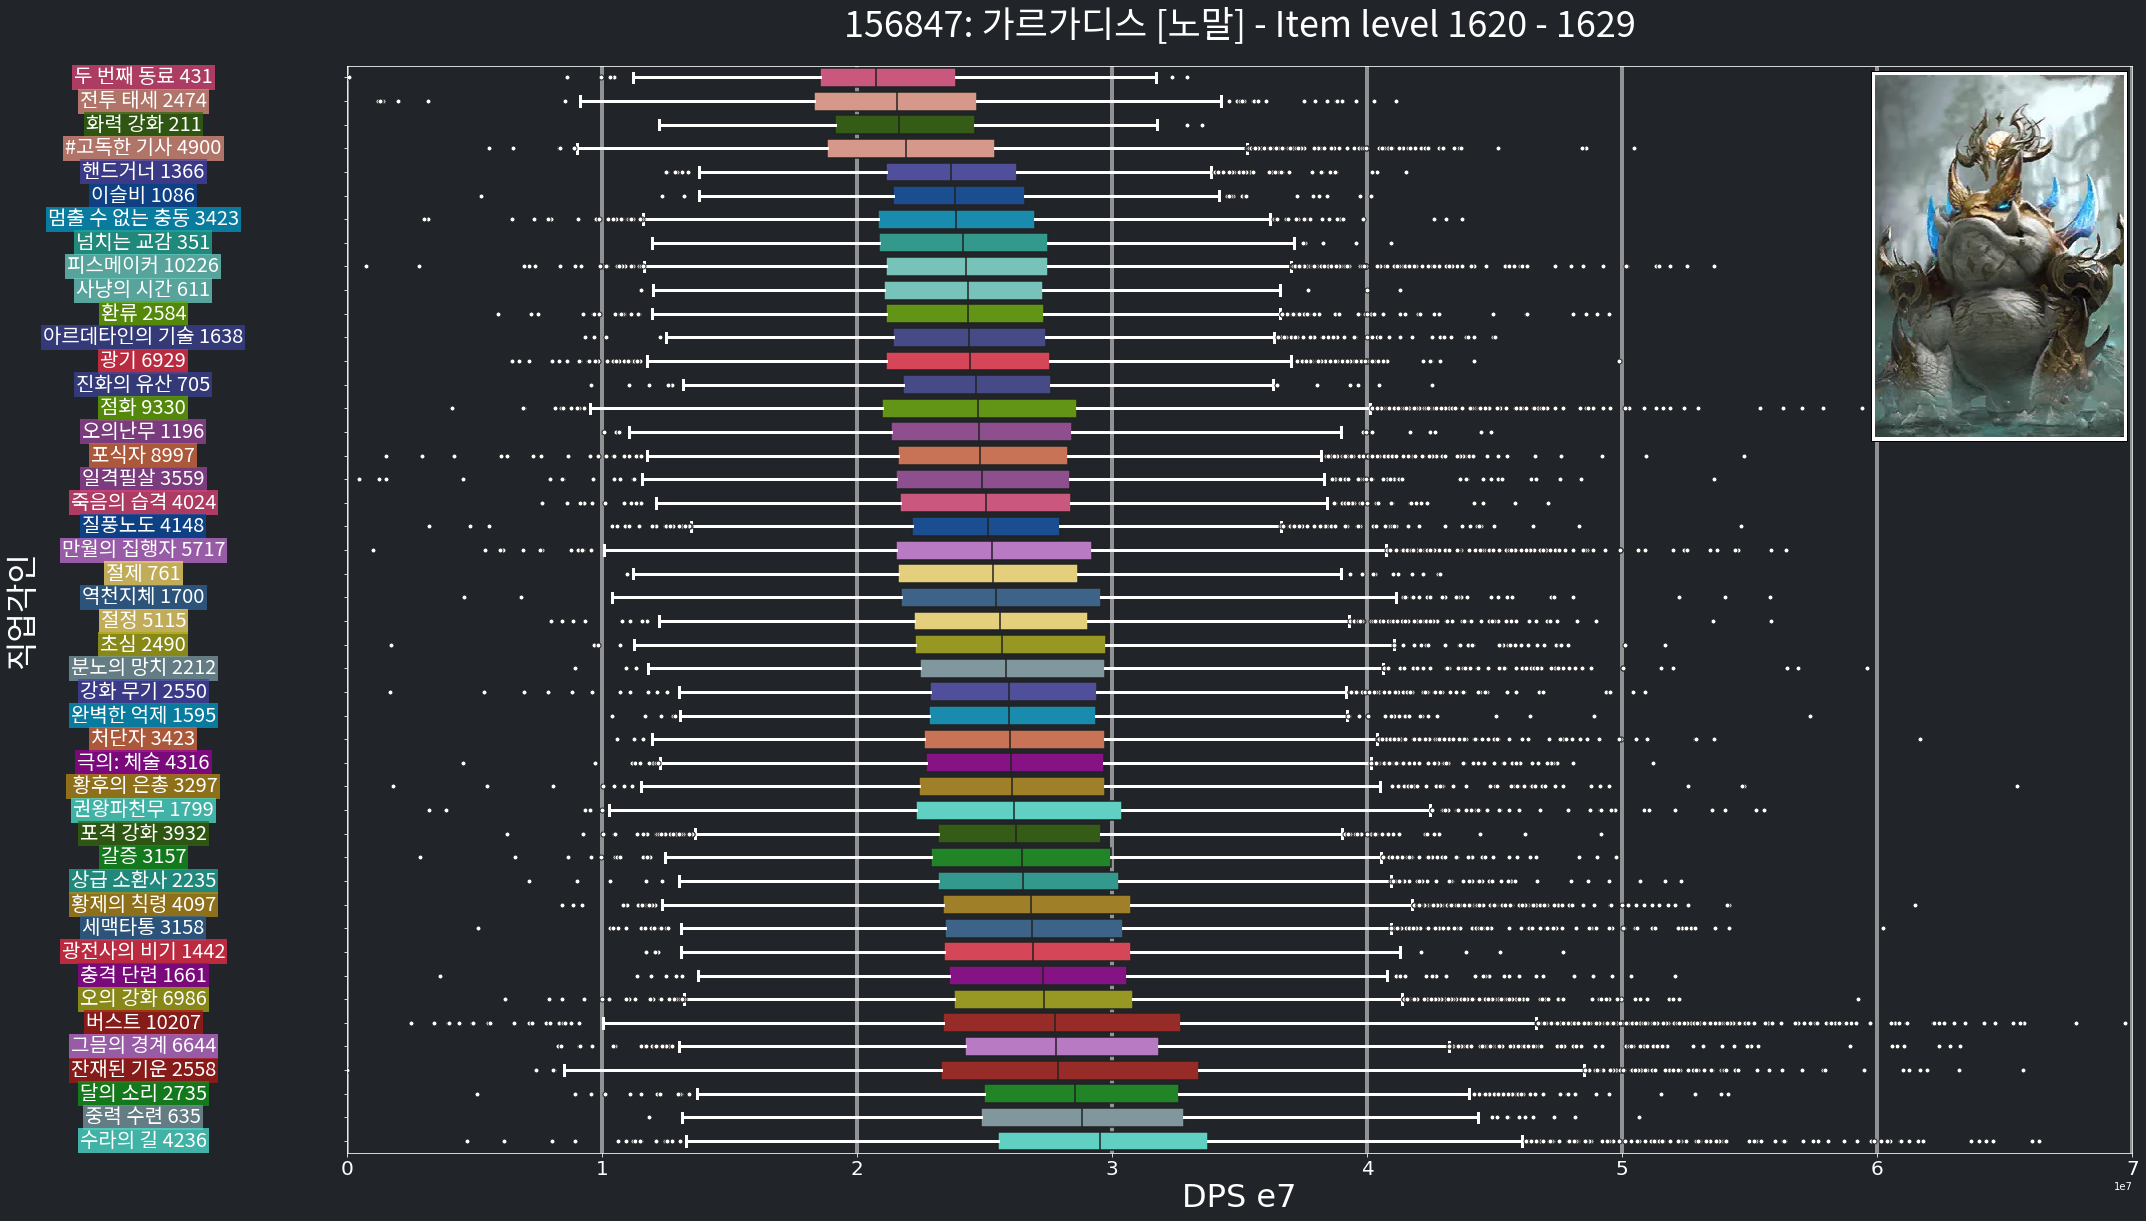 156847: 가르가디스 [노말] - Item level 1620 - 1629
직업각인
두 번째 동료 431
전투 태세 2474
화력 강화 211
#고독한 기사 4900
핸드거너 1366
이슬비 1086
멈출 수 없는 충동 3423
넘치는 교감 351
피스메이커 10226
사냥의 시간 611
환류 2584
아르데타인의 기술 1638
광기 6929
진화의 유산 705
점화 9330
오의난무 1196
포식자 8997
일격필살 3559
죽음의 습격 4024
질풍노도 4148
만월의 집행자 5717
절제 761
역천지체 1700
절정 5115
초심 2490
분노의 망치 2212
강화 무기 2550
완벽한 억제 1595
처단자 3423
극의: 체술 4316
황후의 은총 3297
권왕파천무 1799
포격 강화 3932
갈증 3157
상급 소환사 2235
황제의 칙령 4097
세맥타통 3158
광전사의 비기 1442
충격 단련 1661
오의 강화 6986
버스트 10207
그믐의 경계 6644
잔재된 기운 2558
달의 소리 2735
중력 수련 635
수라의 길 4236
0 1 2 3 4 5 6 7
DPS e7
1e7